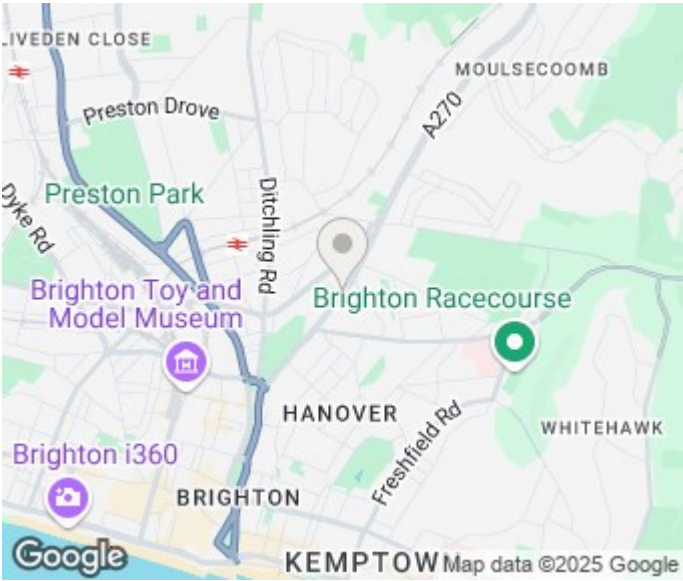 LIVEDEN CLOSE
MOULSECOOMB
Preston Drove
A270
Preston Park
Dyke Rd
Ditchling Rd
Brighton Toy and
Model Museum
Brighton Racecourse
HANOVER
Freshfield Rd
WHITEHAWK
Brighton i360
BRIGHTON
Google
KEMPTOW
Map data ©2025 Google